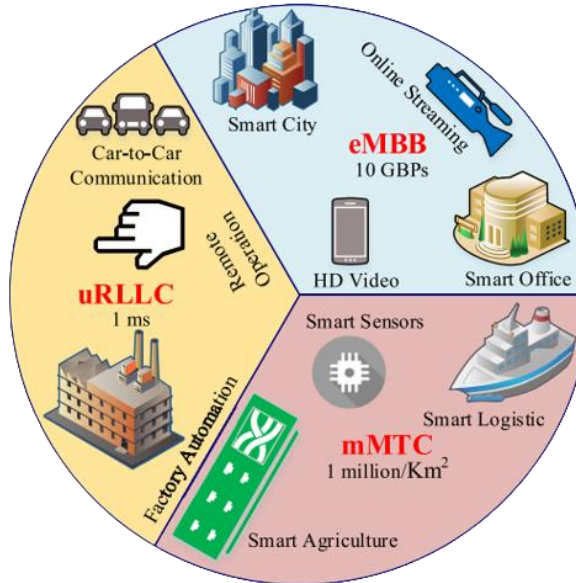 Smart City
Online Streaming
eMBB
10 GBPs
HD Video
Smart Office
Car-to-Car
Communication
Remote
Operation
uRLLC
1 ms
Factory Automation
Smart Sensors
Smart Logistic
mMTC
1 million/Km²
Smart Agriculture